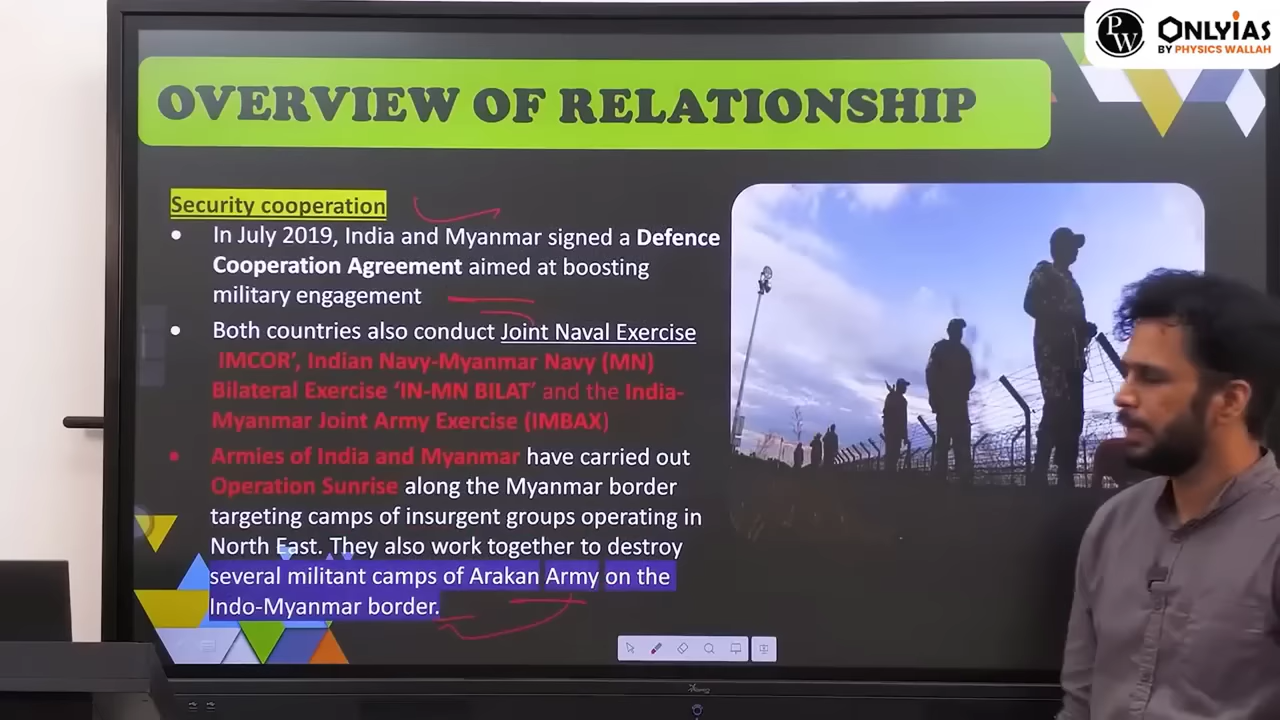 PW ONLYIAS
BY PHYSICS WALLAH
OVERVIEW OF RELATIONSHIP
Security cooperation
• In July 2019, India and Myanmar signed a Defence
Cooperation Agreement aimed at boosting
military engagement
• Both countries also conduct Joint Naval Exercise
IMCOR’, Indian Navy-Myanmar Navy (MN)
Bilateral Exercise ‘IN-MN BILAT’ and the India-
Myanmar Joint Army Exercise (IMBAX)
• Armies of India and Myanmar have carried out
Operation Sunrise along the Myanmar border
targeting camps of insurgent groups operating in
North East. They also work together to destroy
several militant camps of Arakan Army on the
Indo-Myanmar border.